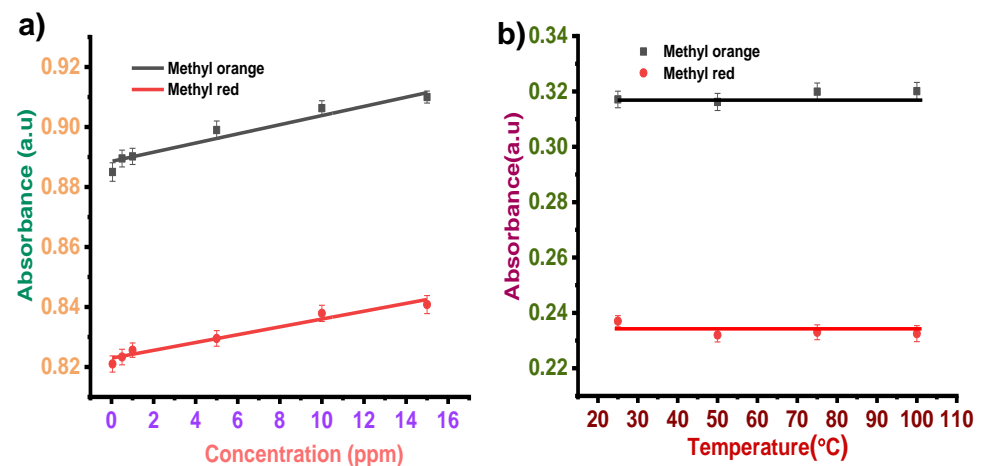 a)
0.92
0.90
0.88
0.86
0.84
0.82
Absorbance (a.u)
Methyl orange
Methyl red
0 2 4 6 8 10 12 14 16
Concentration (ppm)
b)
0.34
0.32
0.30
0.28
0.26
0.24
0.22
Absorbance(a.u)
Methyl orange
Methyl red
20 30 40 50 60 70 80 90 100 110
Temperature(°C)